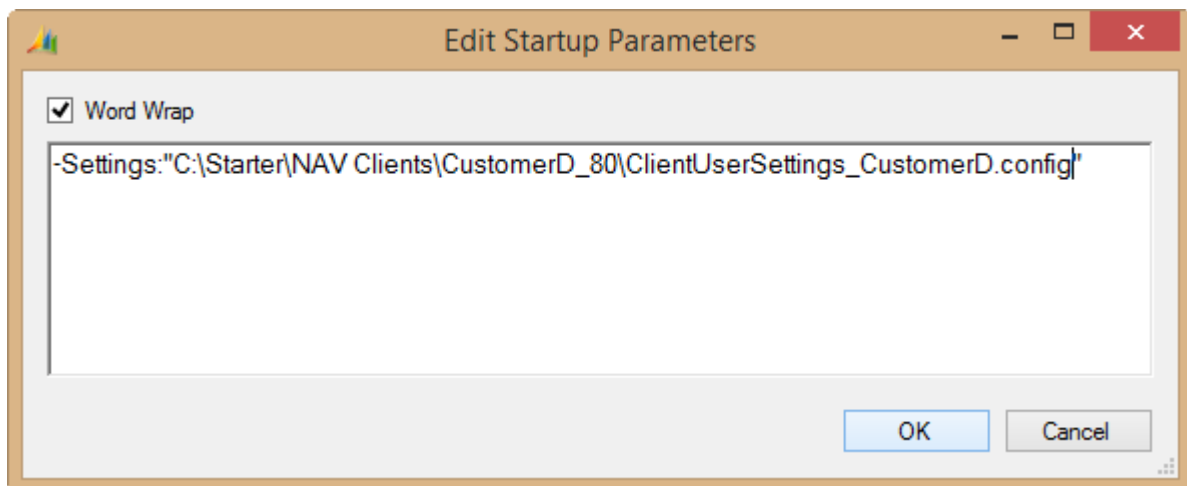 Edit Startup Parameters
Word Wrap
-Settings:"C:\Starter\NAV Clients\CustomerD_80\ClientUserSettings_CustomerD.config"
OK
Cancel